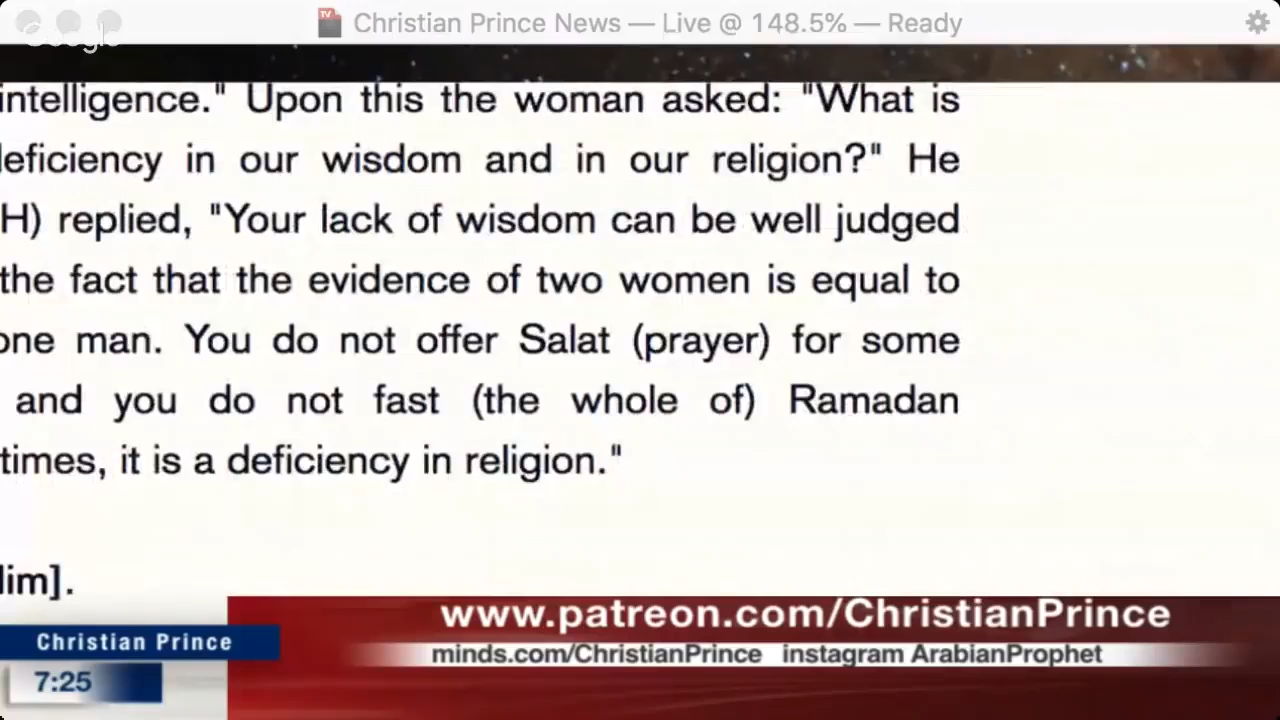 Christian Prince News — Live @ 148.5% — Ready
Google
intelligence." Upon this the woman asked: "What is
deficiency in our wisdom and in our religion?" He
H) replied, "Your lack of wisdom can be well judged
the fact that the evidence of two women is equal to
one man. You do not offer Salat (prayer) for some
and you do not fast (the whole of) Ramadan
times, it is a deficiency in religion."
lim].
www.patreon.com/ChristianPrince
minds.com/ChristianPrince instagram ArabianProphet
Christian Prince
7:25